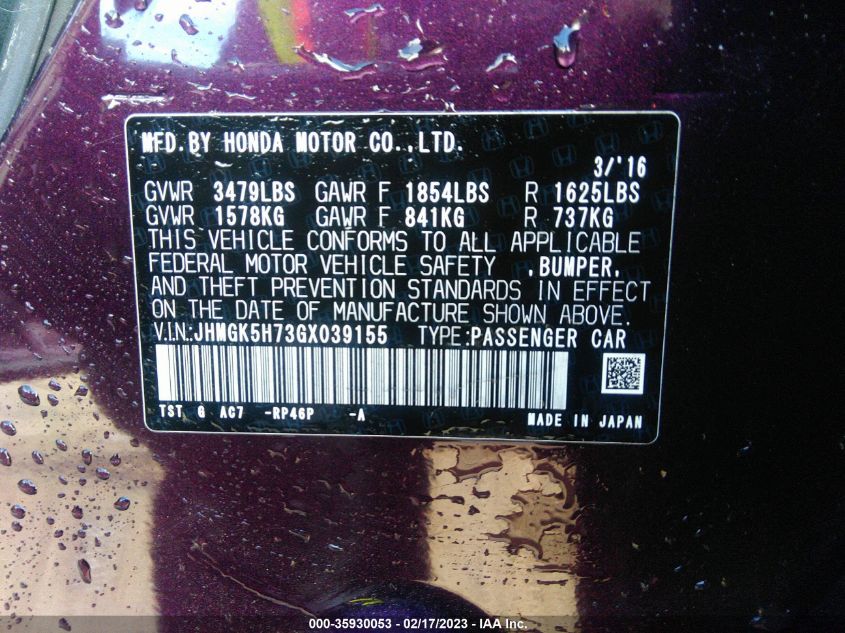 MFD.BY HONDA MOTOR CO.,LTD.
3/'16
GVWR 3479LBS GAWR F 1854LBS R 1625LBS
GVWR 1578KG GAWR F 841KG R 737KG
THIS VEHICLE CONFORMS TO ALL APPLICABLE
FEDERAL MOTOR VEHICLE SAFETY ,BUMPER,
AND THEFT PREVENTION STANDARDS IN EFFECT
ON THE DATE OF MANUFACTURE SHOWN ABOVE.
V.I.N.:JHMGK5H73GX039155 TYPE:PASSENGER CAR
TST G AC7 -RP46P -A MADE IN JAPAN
000-35930053 — 02/17/2023 - IAA Inc.